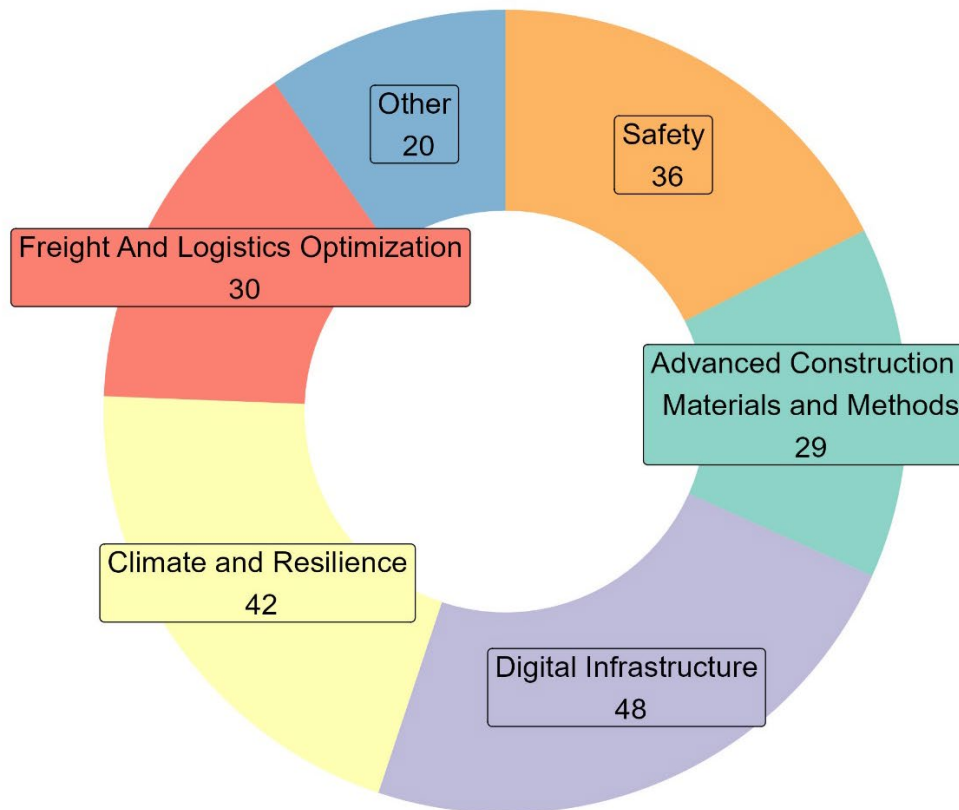 Other
20
Safety
36
Freight And Logistics Optimization
30
Advanced Construction
Materials and Methods
29
Climate and Resilience
42
Digital Infrastructure
48